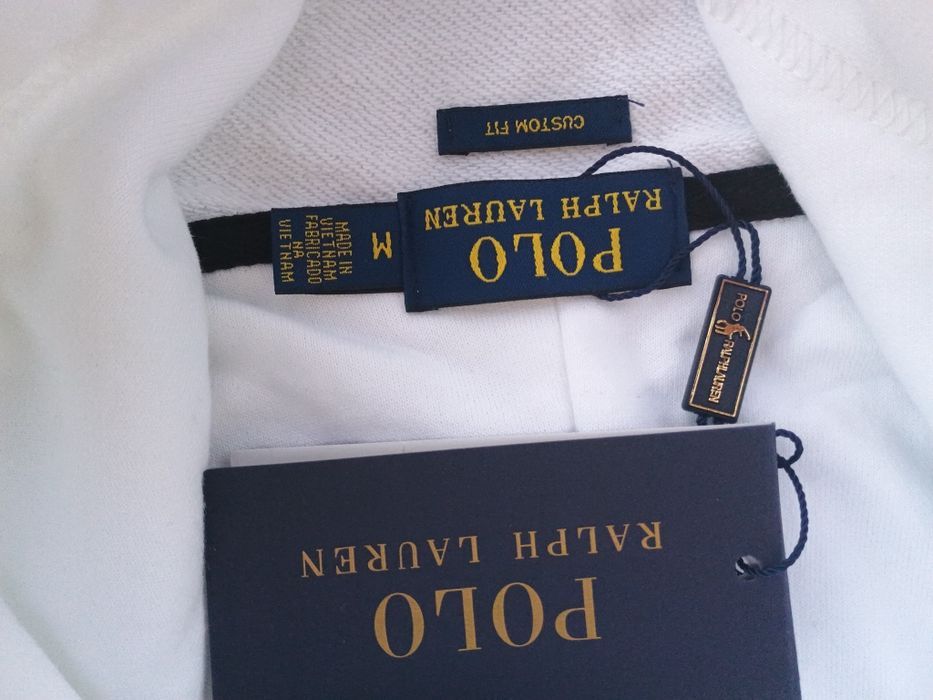 POLO
RALPH LAUREN
POLO
RALPH LAUREN
POLO
RALPH LAUREN
M
MADE IN
VIETNAM
FABRICADO
NA
VIETNAM
CUSTOM FIT